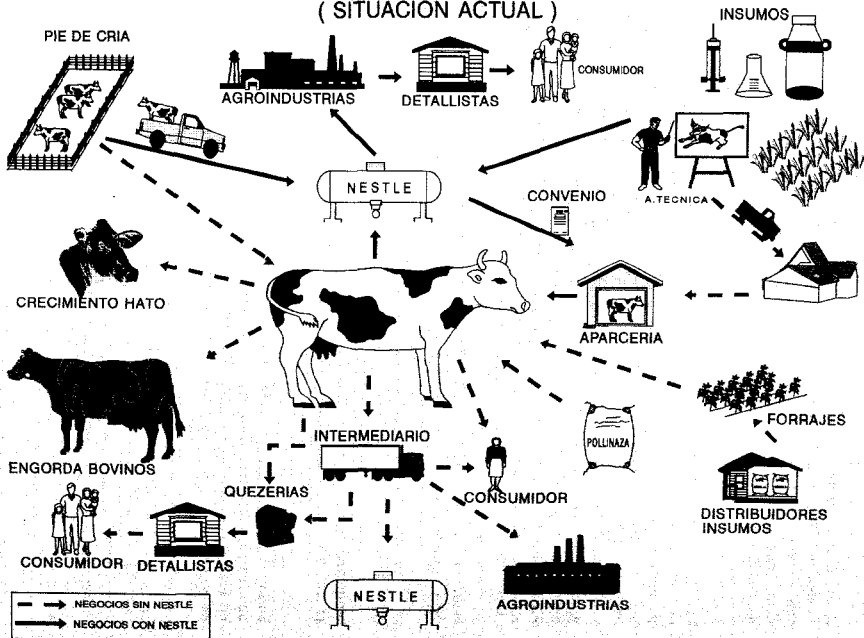 ( SITUACION ACTUAL )
PIE DE CRIA
INSUMOS
AGROINDUSTRIAS
DETALLISTAS
CONSUMIDOR
NESTLE
CONVENIO
A.TECNICA
CRECIMIENTO HATO
APARCERIA
ENGORDA BOVINOS
INTERMEDIARIO
POLLINAZA
FORRAJES
QUEZERIAS
CONSUMIDOR
DISTRIBUIDORES
INSUMOS
CONSUMIDOR
DETALLISTAS
NESTLE
AGROINDUSTRIAS
NEGOCIOS SIN NESTLE
NEGOCIOS CON NESTLE